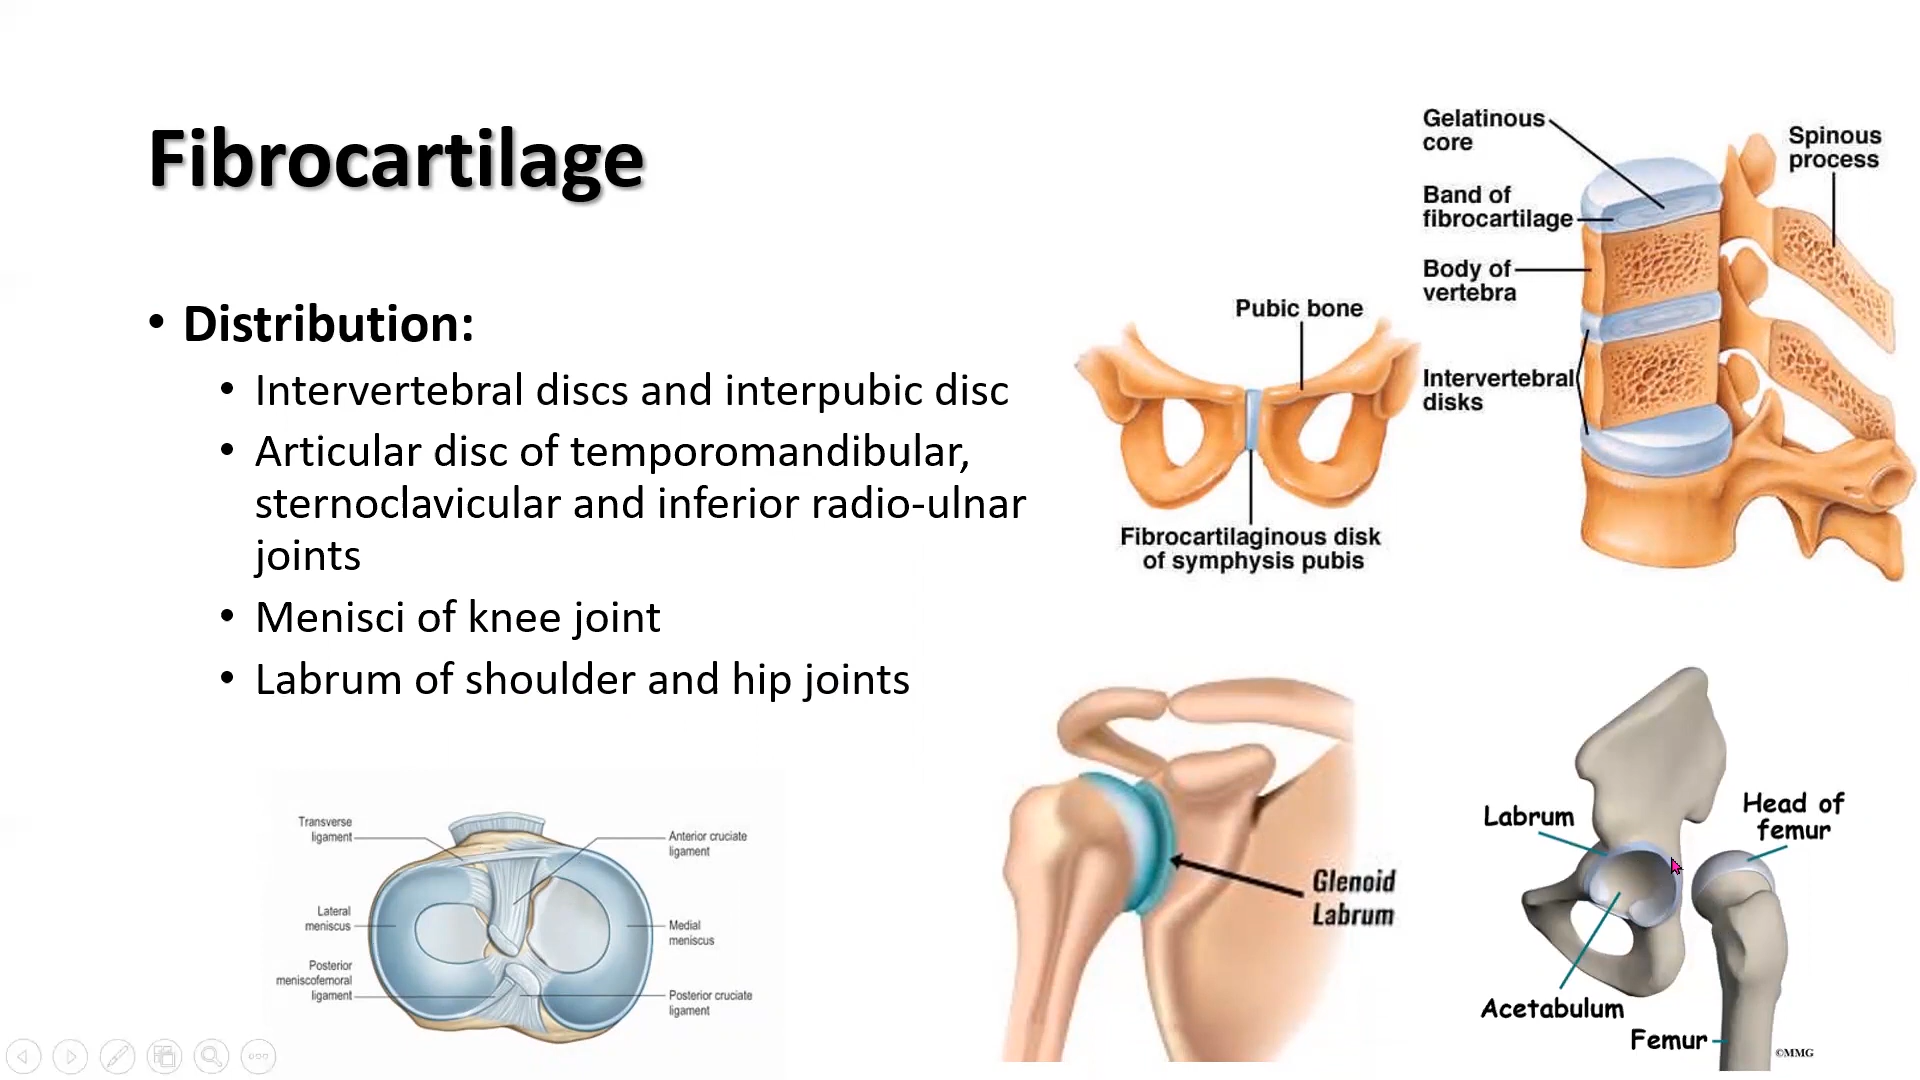 Fibrocartilage
• Distribution:
• Intervertebral discs and interpubic disc
• Articular disc of temporomandibular,
sternoclavicular and inferior radio-ulnar
joints
• Menisci of knee joint
• Labrum of shoulder and hip joints
Pubic bone
Fibrocartilaginous disk
of symphysis pubis
Gelatinous
core
Band of
fibrocartilage
Body of
vertebra
Intervertebral
disks
Spinous
process
Transverse
ligament
Lateral
meniscus
Posterior
meniscofemoral
ligament
Anterior cruciate
ligament
Medial
meniscus
Posterior cruciate
ligament
Glenoid
Labrum
Labrum
Head of
femur
Acetabulum
Femur
©MMG